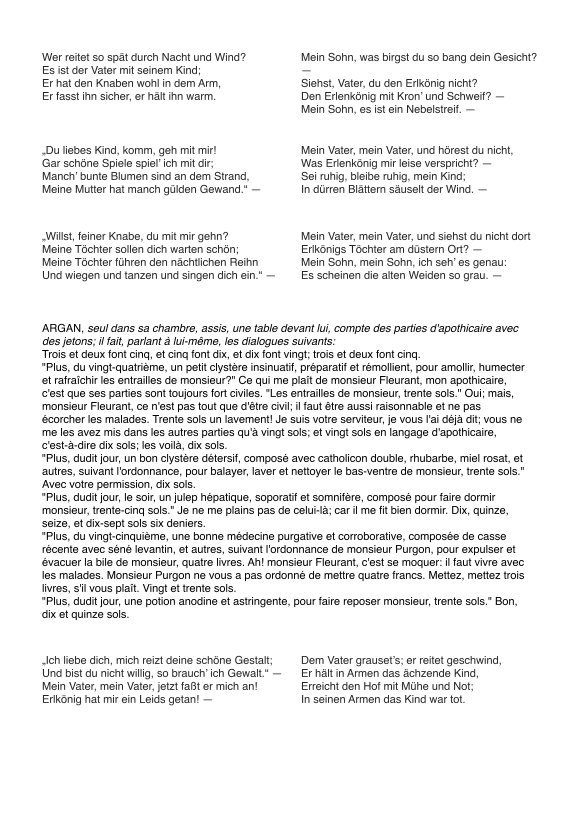 Wer reitet so spät durch Nacht und Wind?
Es ist der Vater mit seinem Kind;
Er hat den Knaben wohl in dem Arm,
Er fasst ihn sicher, er hält ihn warm.
Mein Sohn, was birgst du so bang dein Gesicht?
—
Siehst, Vater, du den Erlkönig nicht?
Den Erlenkönig mit Kron’ und Schweif? —
Mein Sohn, es ist ein Nebelstreif. —
„Du liebes Kind, komm, geh mit mir!
Gar schöne Spiele spiel’ ich mit dir;
Manch’ bunte Blumen sind an dem Strand,
Meine Mutter hat manch gülden Gewand.“ —
Mein Vater, mein Vater, und hörest du nicht,
Was Erlenkönig mir leise verspricht? —
Sei ruhig, bleibe ruhig, mein Kind;
In dürren Blättern säuselt der Wind. —
„Willst, feiner Knabe, du mit mir gehn?
Meine Töchter sollen dich warten schön;
Meine Töchter führen den nächtlichen Reihn
Und wiegen und tanzen und singen dich ein.“ —
Mein Vater, mein Vater, und siehst du nicht dort
Erlkönigs Töchter am düstern Ort? —
Mein Sohn, mein Sohn, ich seh’ es genau:
Es scheinen die alten Weiden so grau. —
ARGAN, seul dans sa chambre, assis, une table devant lui, compte des parties d'apothicaire avec
des jetons; il fait, parlant à lui-même, les dialogues suivants:
Trois et deux font cinq, et cinq font dix, et dix font vingt; trois et deux font cinq.
"Plus, du vingt-quatrième, un petit clystère insinuatif, préparatif et rémollient, pour amollir, humecter
et rafraîchir les entrailles de monsieur?" Ce qui me plaît de monsieur Fleurant, mon apothicaire,
c'est que ses parties sont toujours fort civiles. "Les entrailles de monsieur, trente sols." Oui; mais,
monsieur Fleurant, ce n'est pas tout que d'être civil; il faut être aussi raisonnable et ne pas
écorcher les malades. Trente sols un lavement! Je suis votre serviteur, je vous l'ai déjà dit; vous ne
me les avez mis dans les autres parties qu'à vingt sols; et vingt sols en langage d'apothicaire,
c'est-à-dire dix sols; les voilà, dix sols.
"Plus, dudit jour, un bon clystère détersif, composé avec catholicon double, rhubarbe, miel rosat, et
autres, suivant l'ordonnance, pour balayer, laver et nettoyer le bas-ventre de monsieur, trente sols."
Avec votre permission, dix sols.
"Plus, dudit jour, le soir, un julep hépatique, soporatif et somnifère, composé pour faire dormir
monsieur, trente-cinq sols." Je ne me plains pas de celui-là; car il me fit bien dormir. Dix, quinze,
seize, et dix-sept sols six deniers.
"Plus, du vingt-cinquième, une bonne médecine purgative et corroborative, composée de casse
récente avec séné levantin, et autres, suivant l'ordonnance de monsieur Purgon, pour expulser et
évacuer la bile de monsieur, quatre livres. Ah! monsieur Fleurant, c'est se moquer: il faut vivre avec
les malades. Monsieur Purgon ne vous a pas ordonné de mettre quatre francs. Mettez, mettez trois
livres, s'il vous plaît. Vingt et trente sols.
"Plus, dudit jour, une potion anodine et astringente, pour faire reposer monsieur, trente sols." Bon,
dix et quinze sols.
„Ich liebe dich, mich reizt deine schöne Gestalt;
Und bist du nicht willig, so brauch’ ich Gewalt.“ —
Mein Vater, mein Vater, jetzt faßt er mich an!
Erlkönig hat mir ein Leids getan! —
Dem Vater grauset’s; er reitet geschwind,
Er hält in Armen das ächzende Kind,
Erreicht den Hof mit Mühe und Not;
In seinen Armen das Kind war tot.